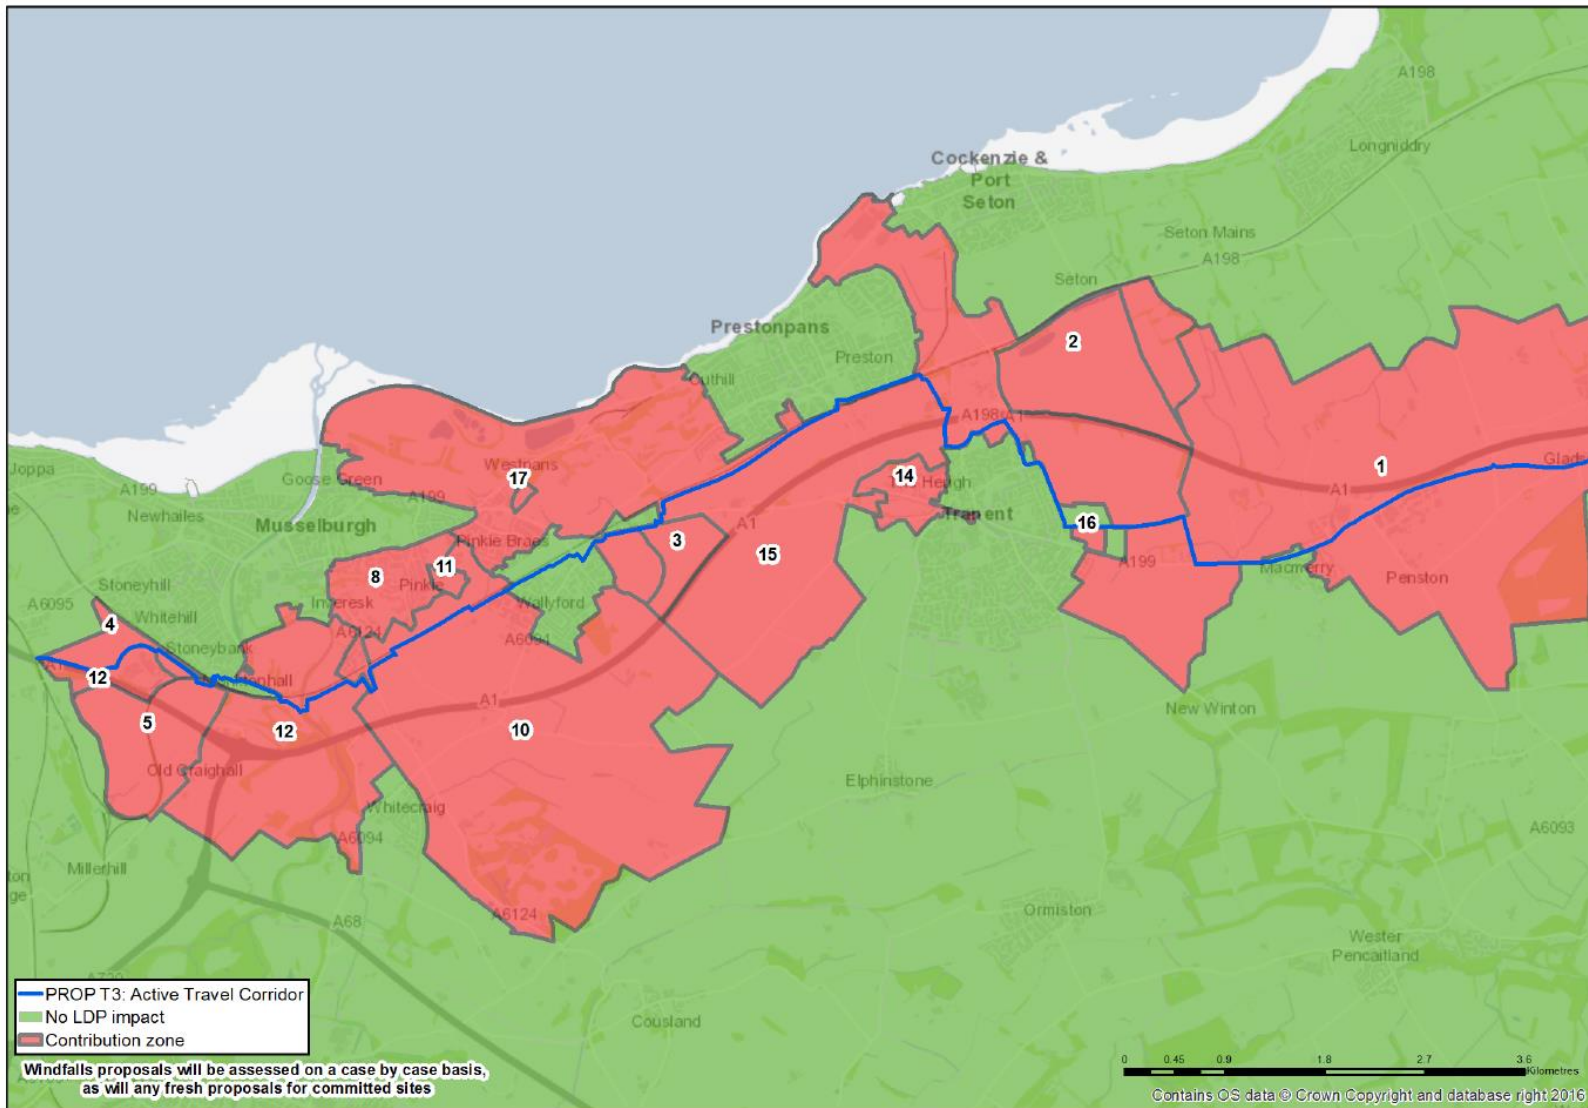 A198
Longniddry
Cockenzie &
Port
Seton
Seton Mains
A198
Seton
2
Prestonpans
Preston
Cuthill
A198
A1
1
A1
Joppa
A199
Goose Green
Westpans
17
14
Newhailes
Musselburgh
A199
Tranent
16
A1
Pinkie Braes
3
15
A199
Macmerry
Penston
Stoneyhill
8
11
Pinkie
Wallyford
A6095
Whitehill
Inveresk
4
A6124
A6094
Stoneybank
12
Monktonhall
5
12
A1
10
New Winton
Old Craighall
Elphinstone
Whitecraig
A6094
A6093
Millerhill
A6124
A68
Ormiston
Wester
Pencaitland
A720
Cousland
PROP T3: Active Travel Corridor
No LDP impact
Contribution zone
Windfalls proposals will be assessed on a case by case basis,
as will any fresh proposals for committed sites
0 0.45 0.9 1.8 2.7 3.6
Kilometres
Contains OS data © Crown Copyright and database right 2016